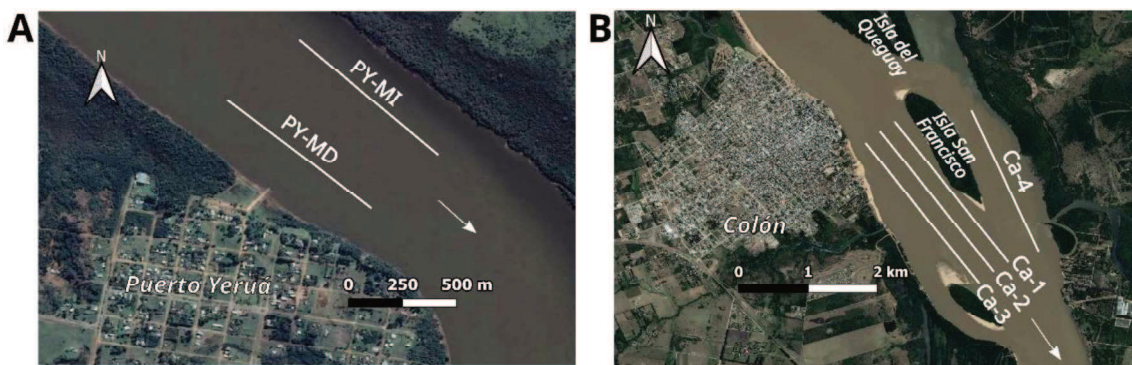 A
N
PY-MI
PY-MD
Puerto Yeruá
0 250 500 m
B
N
Isla del
Queguay
Isla San
Francisco
Ca-4
Colón
0 1 2 km
Ca-1
Ca-2
Ca-3